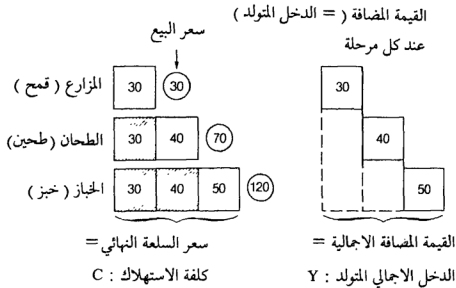 القيمة المضافة ( = الدخل المتولد )
عند كل مرحلة
سعر البيع
المزارع ( قمح ) 30 30
30
الطحان (طحين) 30 40 70
40
الخباز ( خبز ) 30 40 50 120
50
القيمة المضافة الاجمالية =
الدخل الاجمالي المتولد : Y
سعر السلعة النهائي =
كلفة الاستهلاك : C